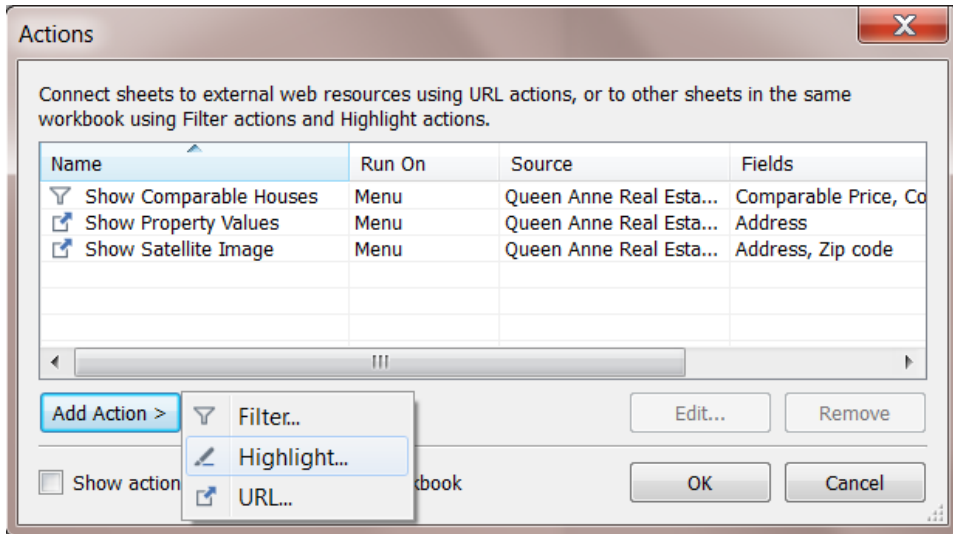 Actions
Connect sheets to external web resources using URL actions, or to other sheets in the same
workbook using Filter actions and Highlight actions.
Name Run On Source Fields
Show Comparable Houses Menu Queen Anne Real Esta... Comparable Price, Co
Show Property Values Menu Queen Anne Real Esta... Address
Show Satellite Image Menu Queen Anne Real Esta... Address, Zip code
Add Action > Edit... Remove
Filter...
Highlight...
Show action OK Cancel
URL...